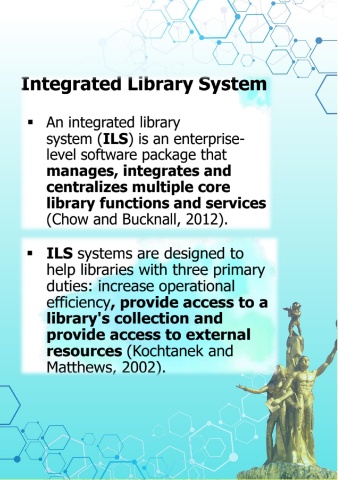 Integrated Library System
▪ An integrated library
system (ILS) is an enterprise-
level software package that
manages, integrates and
centralizes multiple core
library functions and services
(Chow and Bucknall, 2012).
▪ ILS systems are designed to
help libraries with three primary
duties: increase operational
efficiency, provide access to a
library's collection and
provide access to external
resources (Kochtanek and
Matthews, 2002).